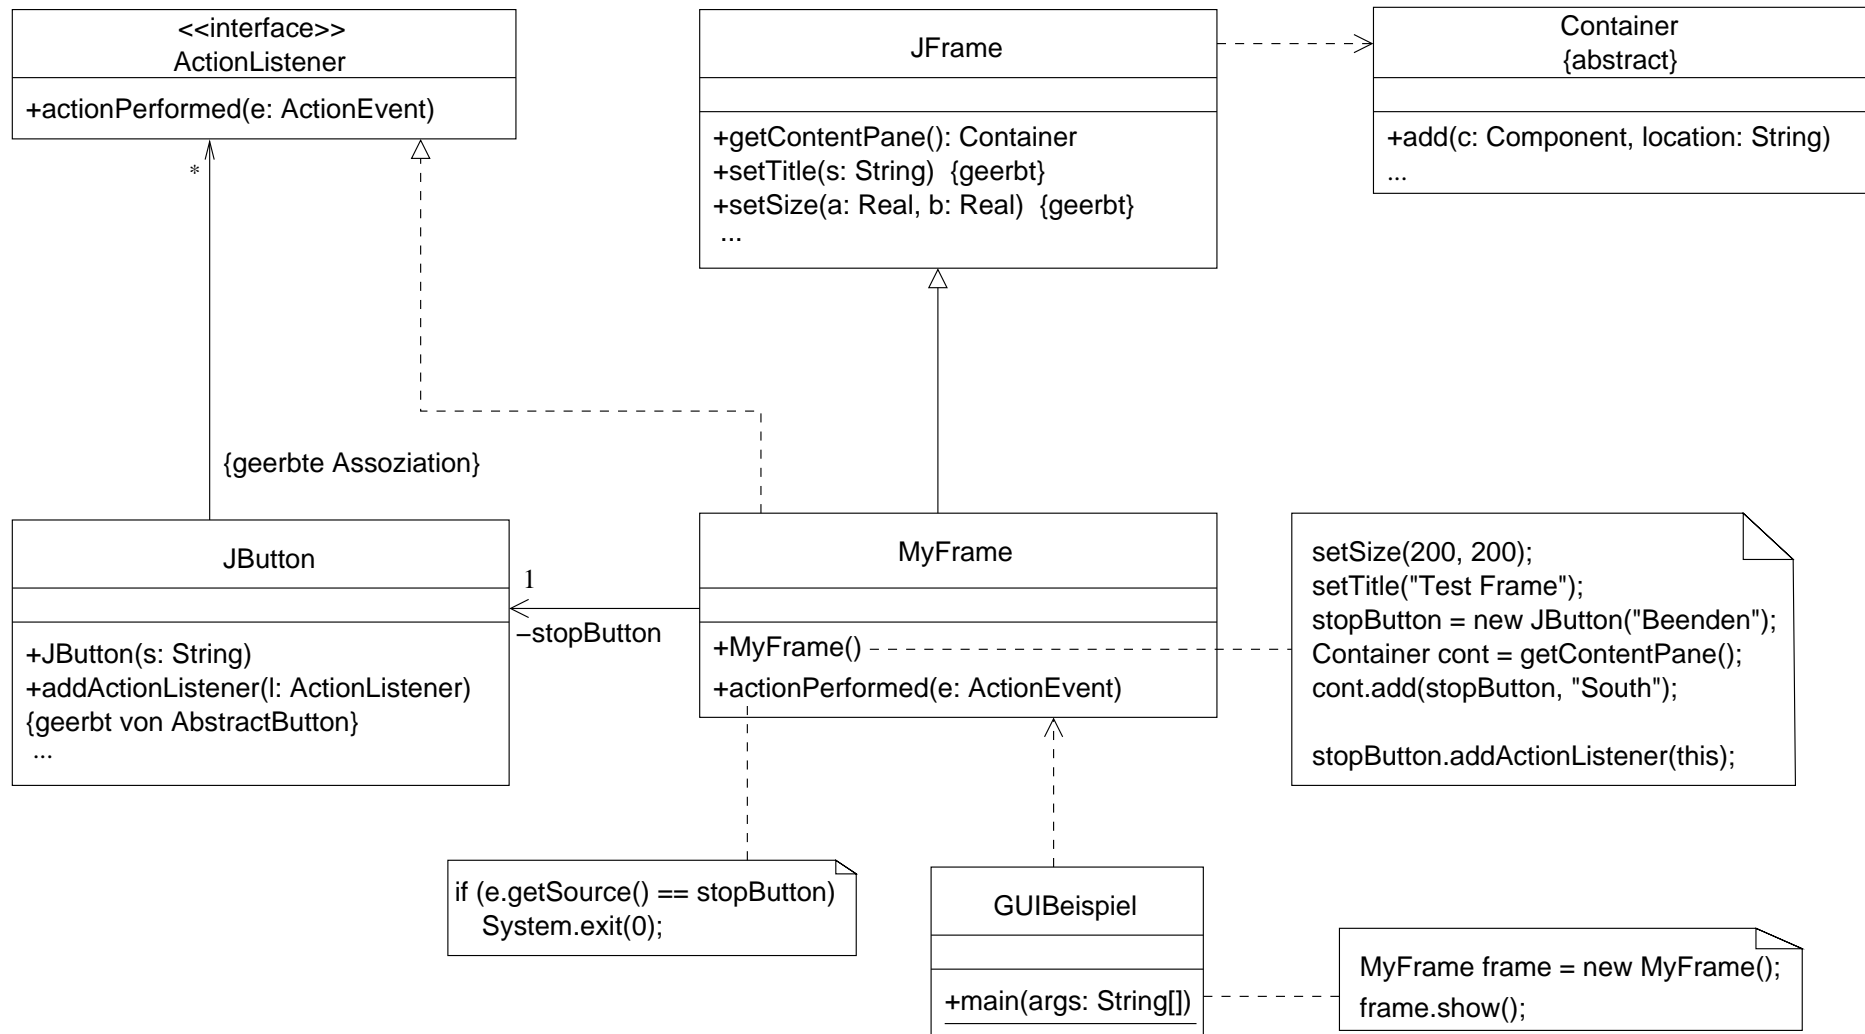 <<interface>>
ActionListener
+actionPerformed(e: ActionEvent)
JFrame
+getContentPane(): Container
+setTitle(s: String)  {geerbt}
+setSize(a: Real, b: Real)  {geerbt}
...
Container
{abstract}
+add(c: Component, location: String)
...
*
{geerbte Assoziation}
JButton
+JButton(s: String)
+addActionListener(l: ActionListener)
{geerbt von AbstractButton}
...
1
−stopButton
MyFrame
+MyFrame()
+actionPerformed(e: ActionEvent)
setSize(200, 200);
setTitle("Test Frame");
stopButton = new JButton("Beenden");
Container cont = getContentPane();
cont.add(stopButton, "South");
stopButton.addActionListener(this);
if (e.getSource() == stopButton)
System.exit(0);
GUIBeispiel
+main(args: String[])
MyFrame frame = new MyFrame();
frame.show();